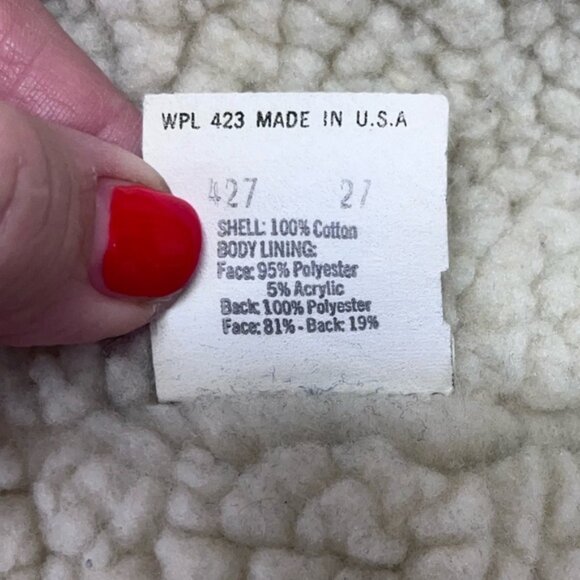 WPL 423 MADE IN U.S.A
427 27
SHELL: 100% Cotton
BODY LINING:
Face: 95% Polyester
5% Acrylic
Back: 100% Polyester
Face: 81% - Back: 19%